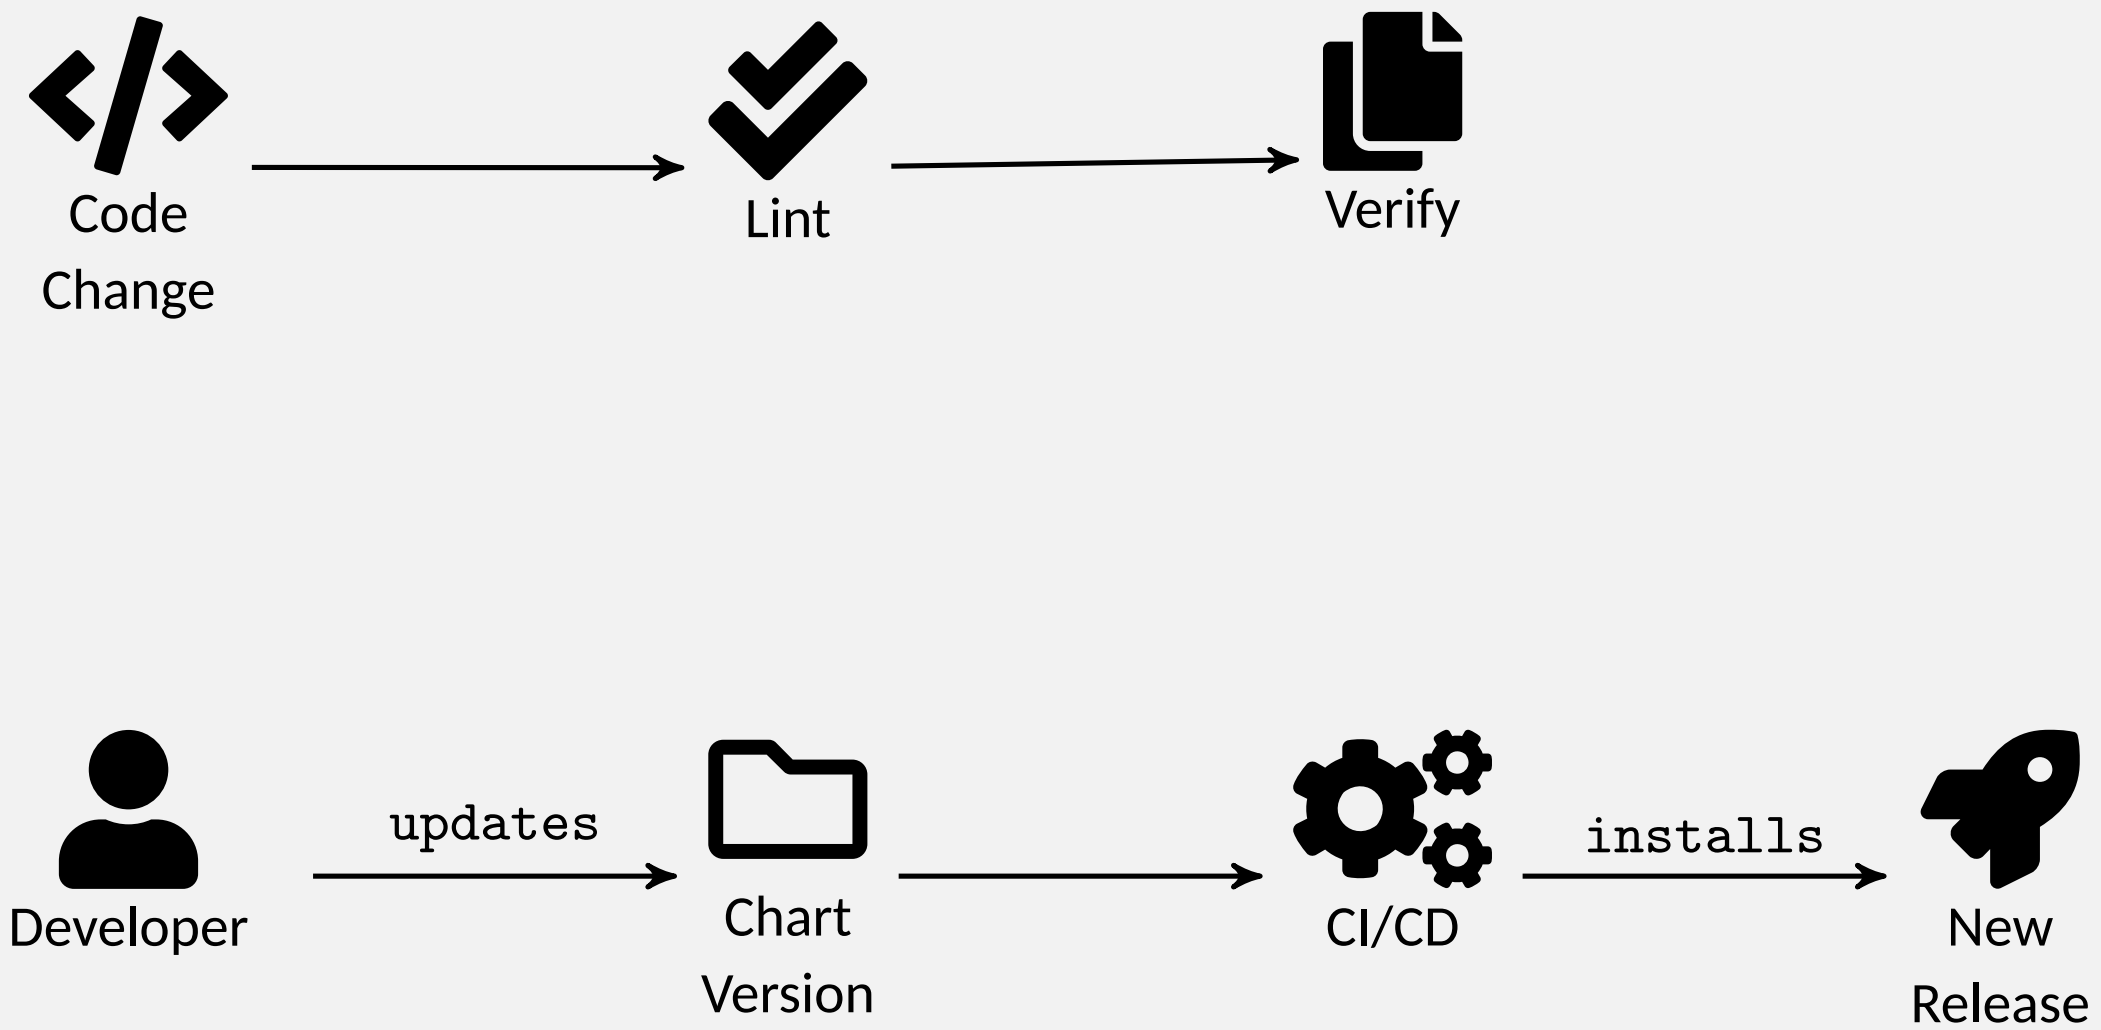 Code
Change
Lint
Verify
updates
installs
Developer
Chart
Version
CI/CD
New
Release